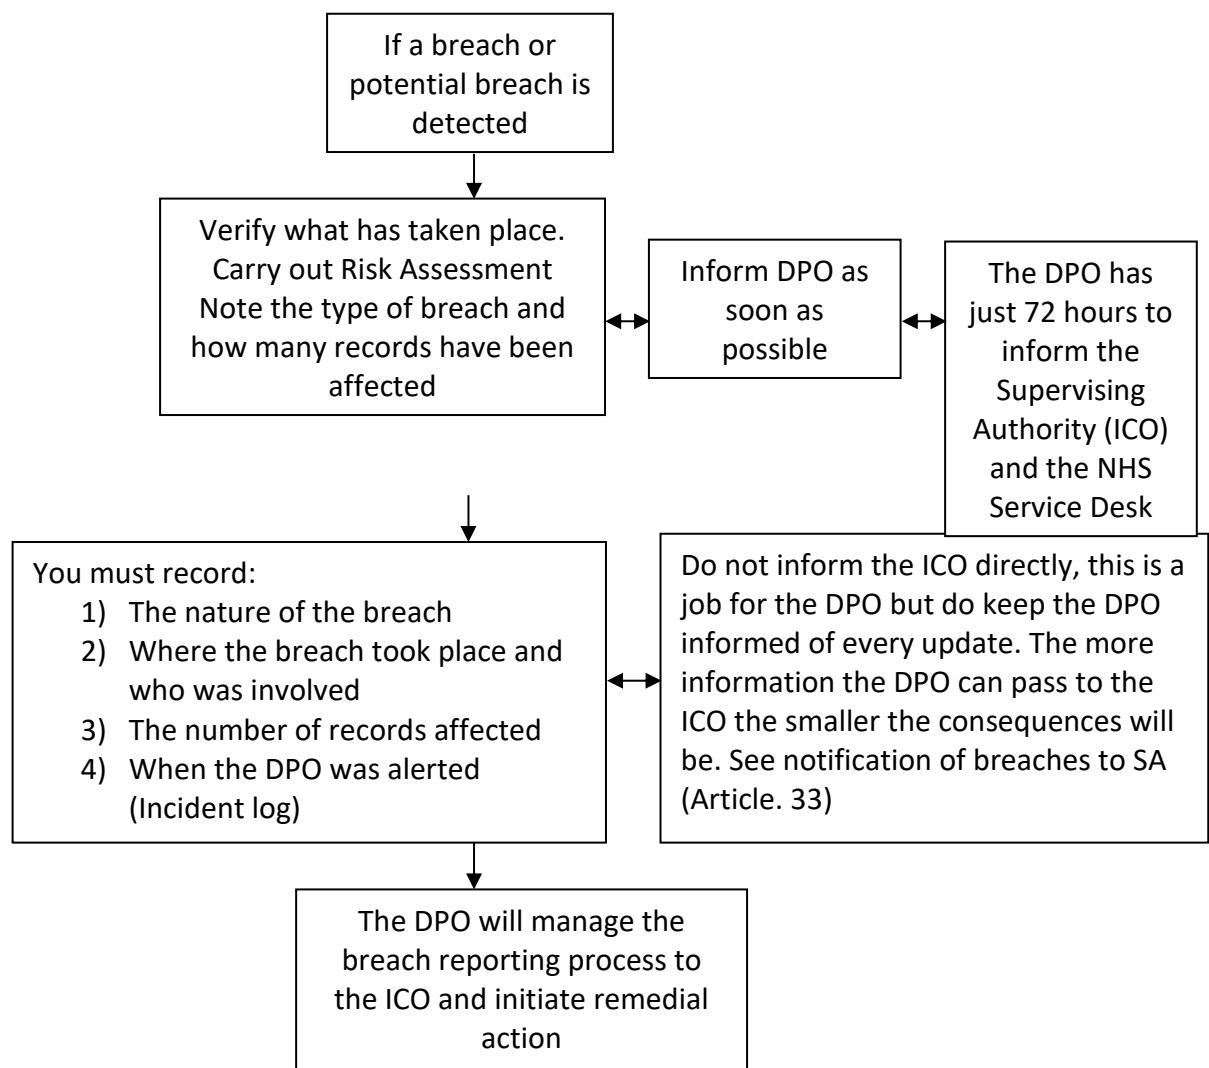 If a breach or
potential breach is
detected
Verify what has taken place.
Carry out Risk Assessment
Note the type of breach and
how many records have been
affected
Inform DPO as
soon as
possible
The DPO has
just 72 hours to
inform the
Supervising
Authority (ICO)
and the NHS
Service Desk
You must record:
1) The nature of the breach
2) Where the breach took place and
who was involved
3) The number of records affected
4) When the DPO was alerted
(Incident log)
Do not inform the ICO directly, this is a
job for the DPO but do keep the DPO
informed of every update. The more
information the DPO can pass to the
ICO the smaller the consequences will
be. See notification of breaches to SA
(Article. 33)
The DPO will manage the
breach reporting process to
the ICO and initiate remedial
action